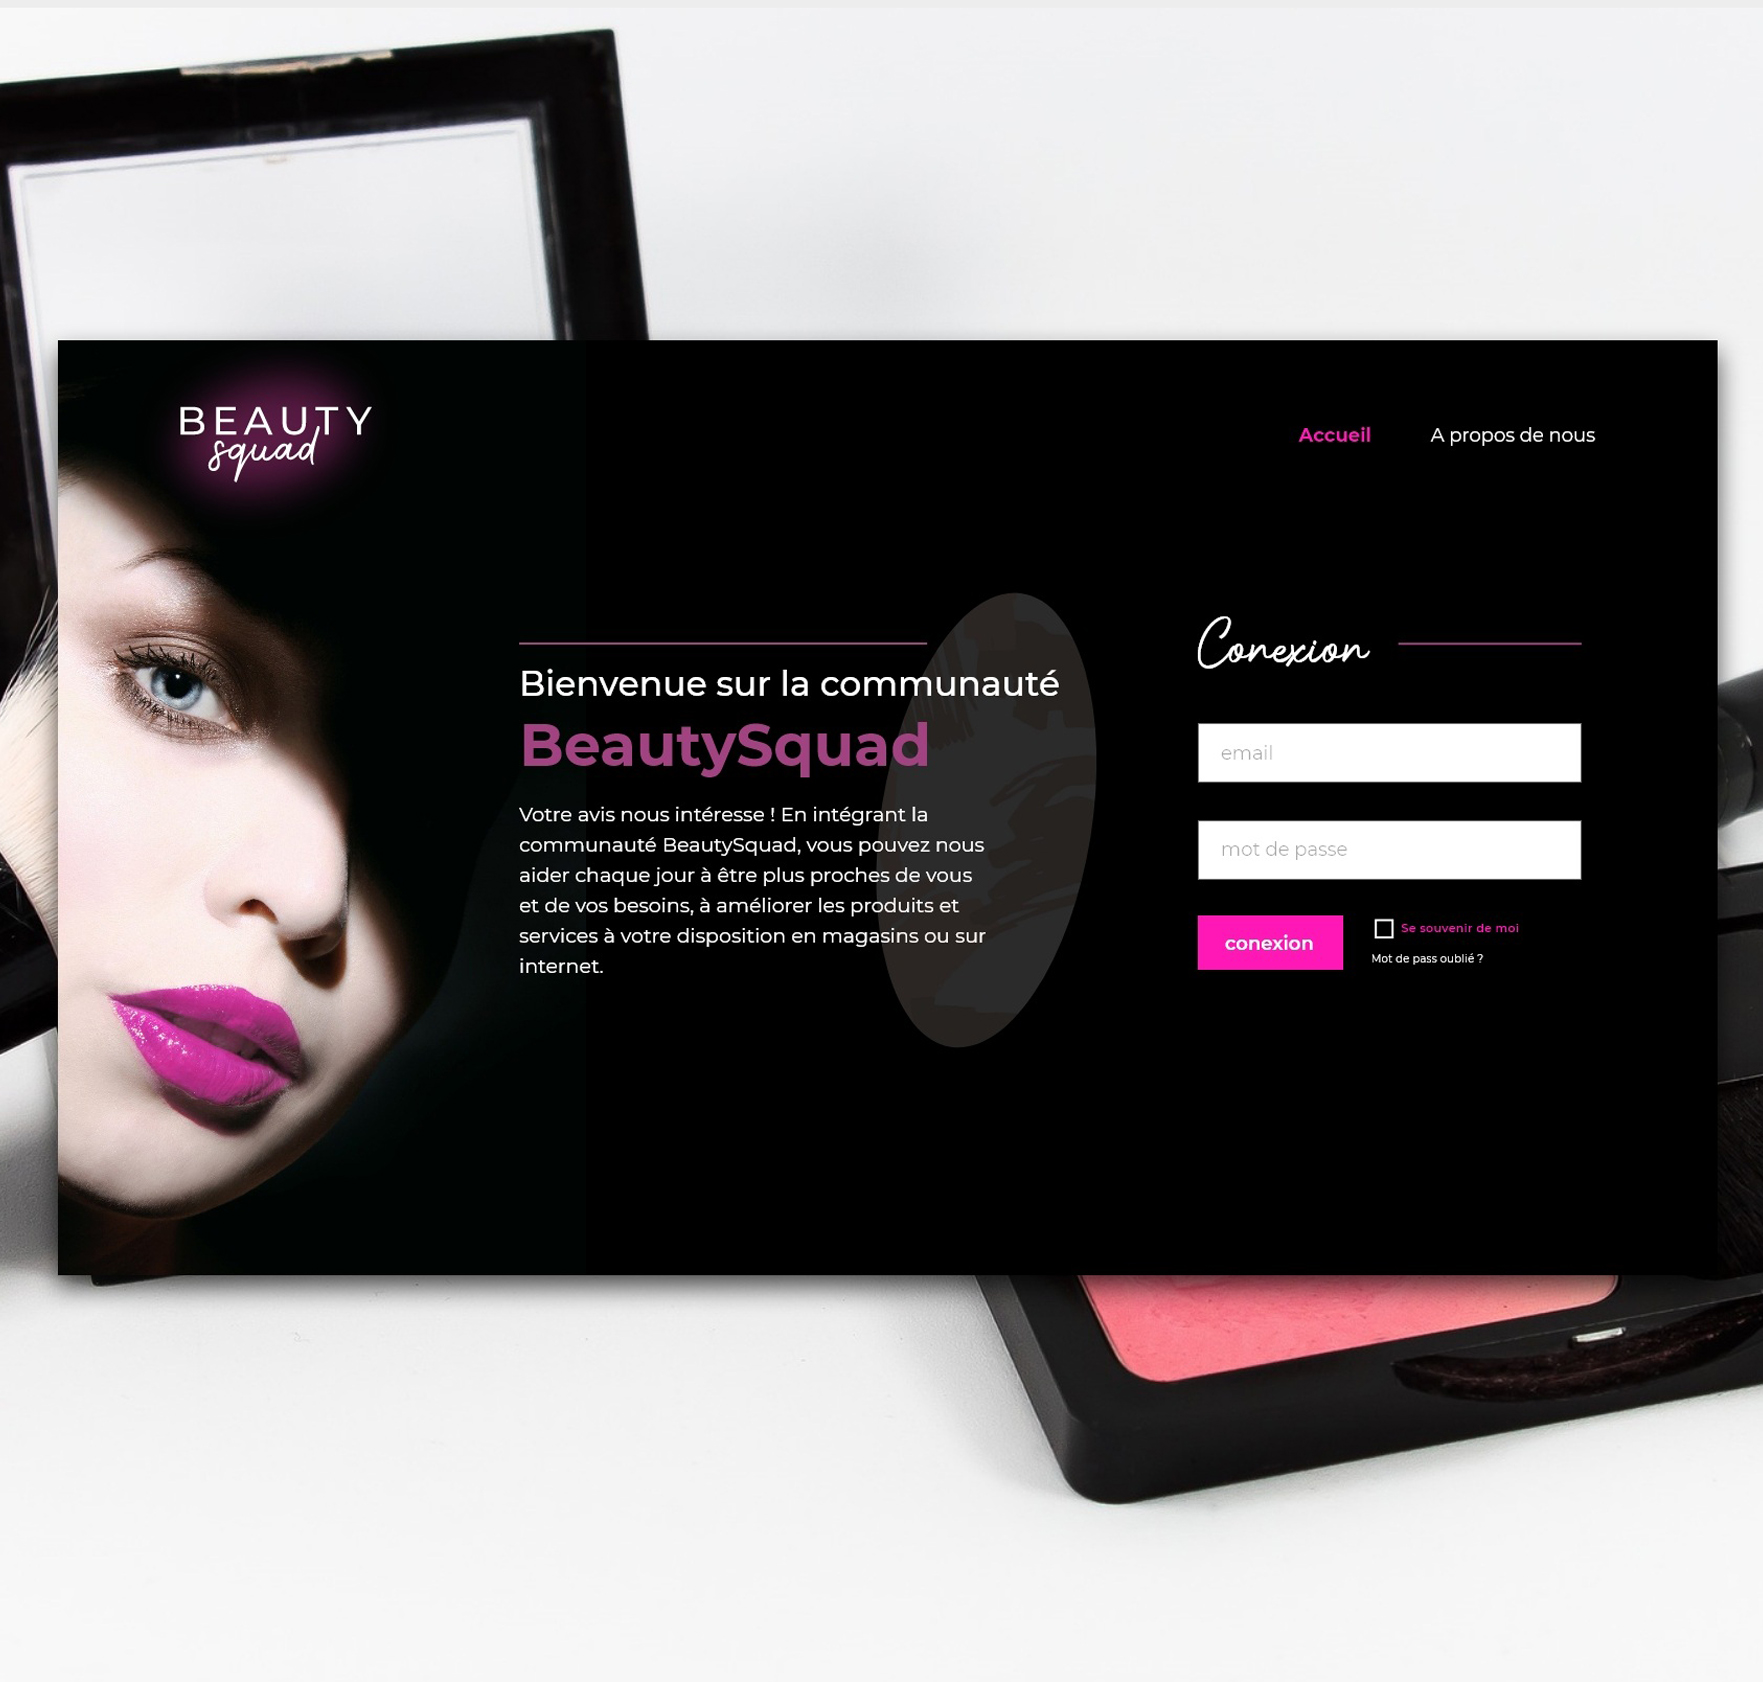 BEAUTY
squad
Accueil
A propos de nous
Bienvenue sur la communauté
BeautySquad
Votre avis nous intéresse ! En intégrant la
communauté BeautySquad, vous pouvez nous
aider chaque jour à être plus proches de vous
et de vos besoins, à améliorer les produits et
services à votre disposition en magasins ou sur
internet.
Conexion
email
mot de passe
conexion
Se souvenir de moi
Mot de pass oublié ?